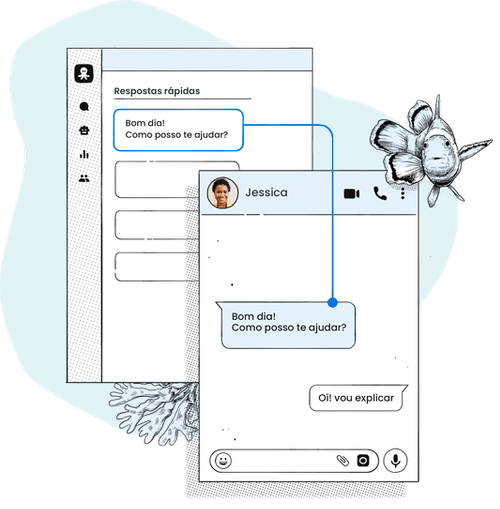 Respostas rápidas
Bom dia!
Como posso te ajudar?
Jessica
Bom dia!
Como posso te ajudar?
Oi! vou explicar